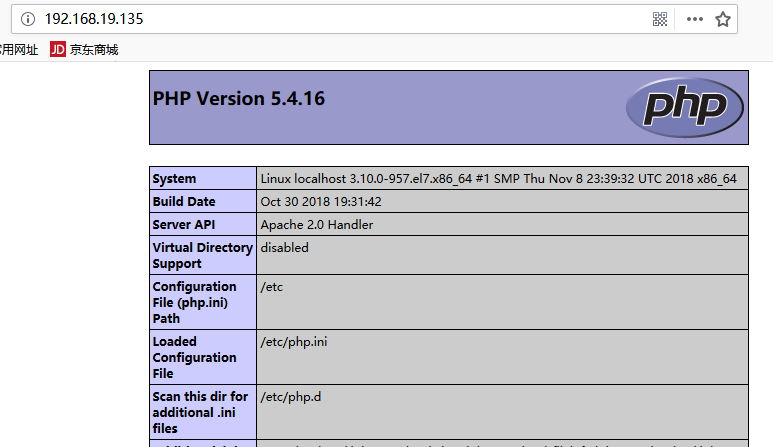 192.168.19.135
用网址 JD 京东商城
PHP Version 5.4.16
php
System Linux localhost 3.10.0-957.el7.x86_64 #1 SMP Thu Nov 8 23:39:32 UTC 2018 x86_64
Build Date Oct 30 2018 19:31:42
Server API Apache 2.0 Handler
Virtual Directory disabled
Support
Configuration /etc
File (php.ini)
Path
Loaded /etc/php.ini
Configuration
File
Scan this dir for /etc/php.d
additional .ini
files